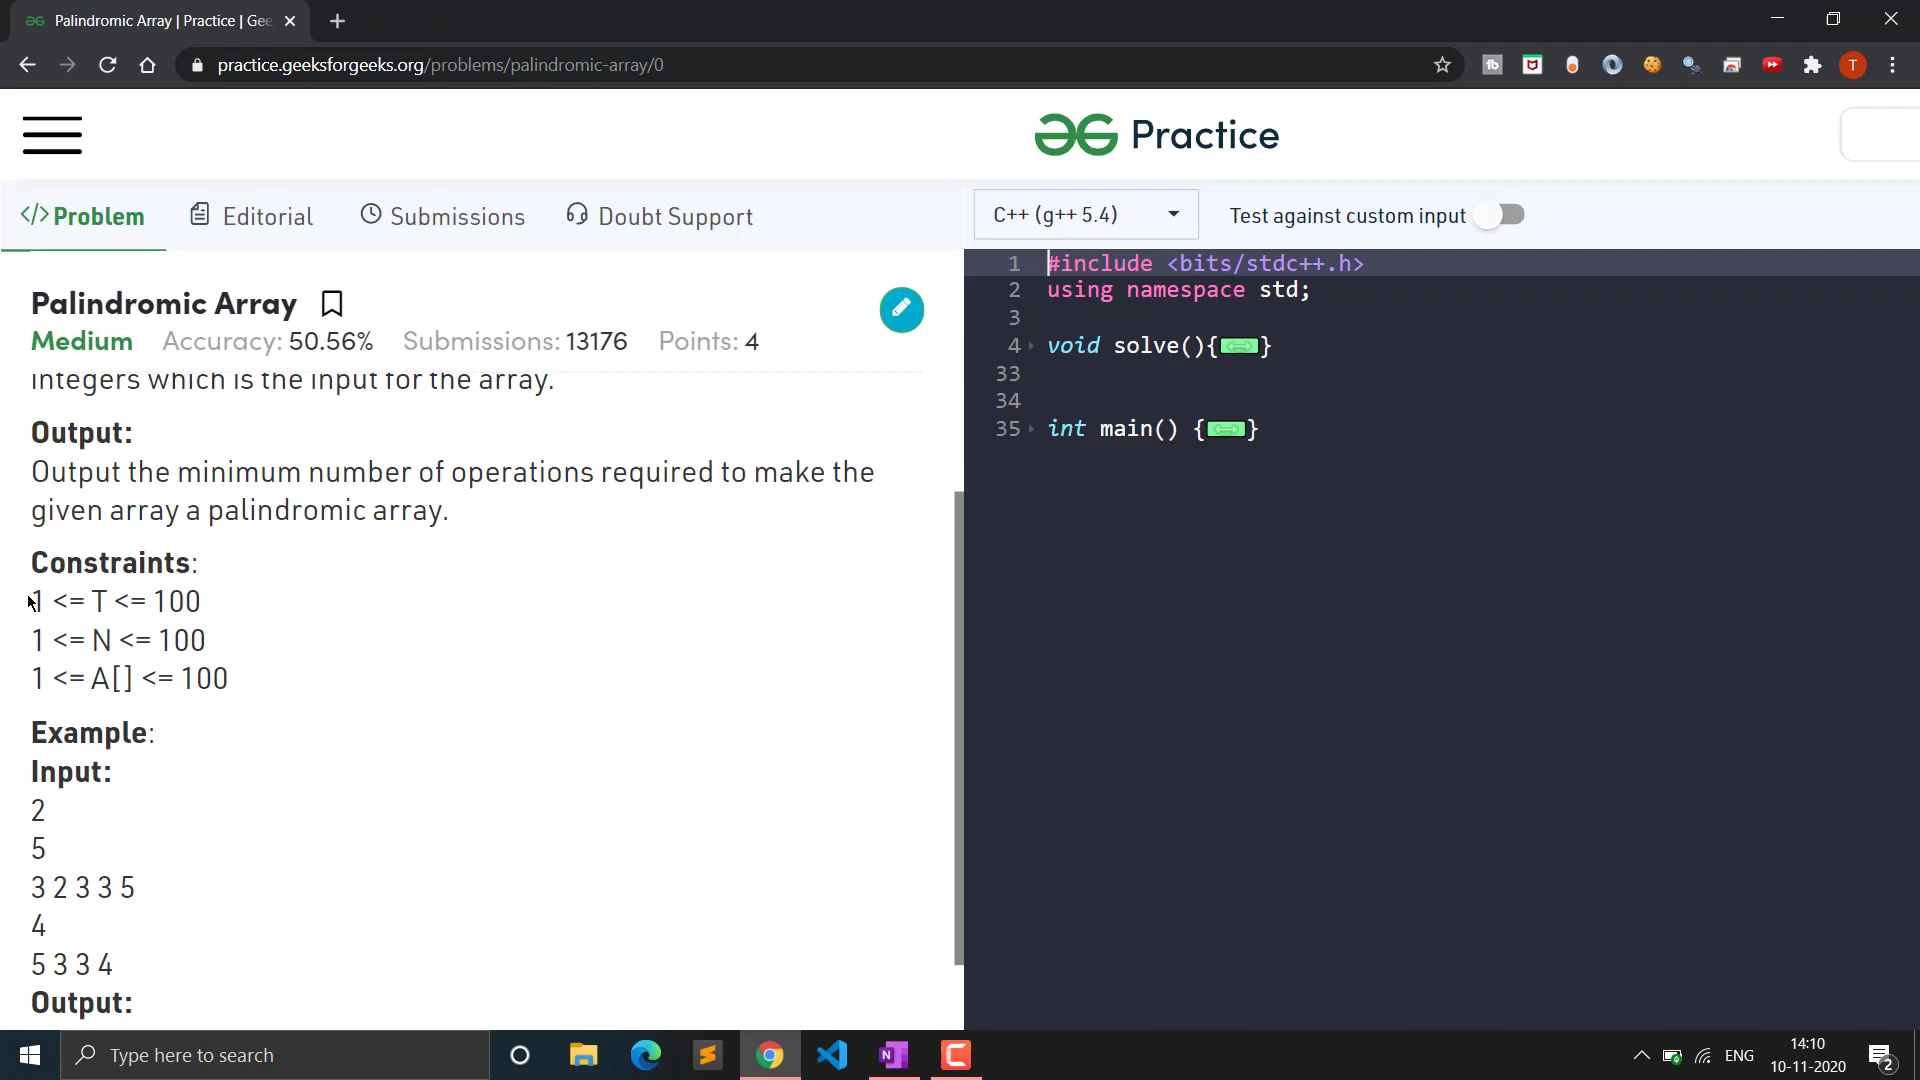 Palindromic Array | Practice | Gee
practice.geeksforgeeks.org/problems/palindromic-array/0
T
Practice
</>Problem
Editorial
Submissions
Doubt Support
C++ (g++ 5.4)
Test against custom input
Palindromic Array
Medium Accuracy: 50.56% Submissions: 13176 Points: 4
integers which is the input for the array.
Output:
Output the minimum number of operations required to make the
given array a palindromic array.
Constraints:
1 <= T <= 100
1 <= N <= 100
1 <= A[] <= 100
Example:
Input:
2
5
3 2 3 3 5
4
5 3 3 4
Output:
1 #include <bits/stdc++.h>
2 using namespace std;
3
4 void solve(){}
33
34
35 int main() {}
Type here to search
ENG
14:10
10-11-2020
2